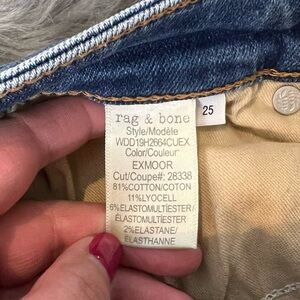 rag & bone
25
Style/Modèle
WDD19H2664CUEX
Color/Couleur
EXMOOR
Cut/Coupe#: 28338
81%COTTON/COTON
11%LYOCELL
6%ELASTOMULTIESTER/
ÉLASTOMULTIESTER
2%ELASTANE/
ÉLASTHANNE